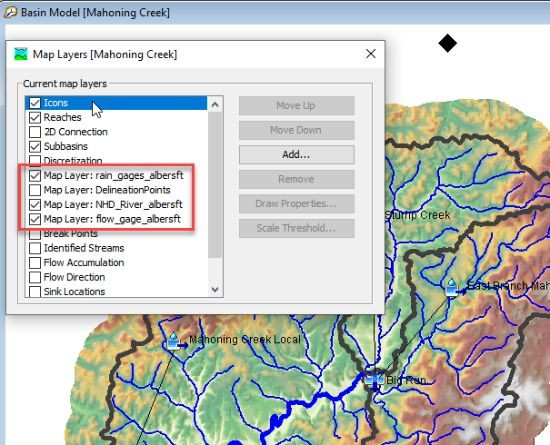 Basin Model [Mahoning Creek]
Map Layers [Mahoning Creek]
Current map layers
Icons
Reaches
2D Connection
Subbasins
Discretization
Map Layer: rain_gages_albersft
Map Layer: DelineationPoints
Map Layer: NHD_River_albersft
Map Layer: flow_gage_albersft
Break Points
Identified Streams
Flow Accumulation
Flow Direction
Sink Locations
Move Up
Move Down
Add...
Remove
Draw Properties...
Scale Threshold...
Stump Creek
East Branch Maho
Mahoning Creek Local
Big Run